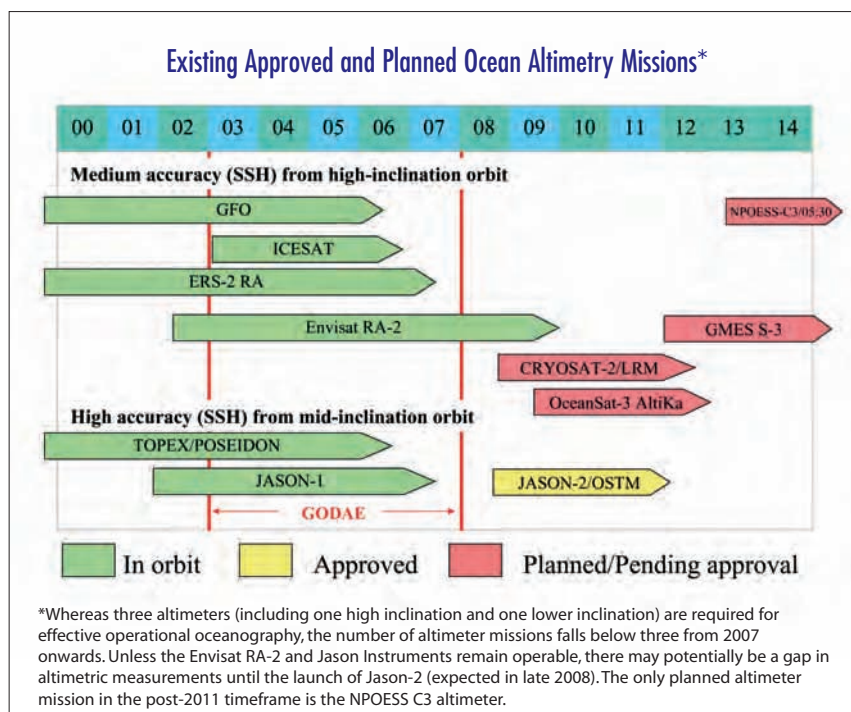 Existing Approved and Planned Ocean Altimetry Missions*
00 01 02 03 04 05 06 07 08 09 10 11 12 13 14
Medium accuracy (SSH) from high-inclination orbit
GFO
NPOESS-C3/05:30
ICESAT
ERS-2 RA
Envisat RA-2
GMES S-3
CRYOSAT-2/LRM
OceanSat-3 AltiKa
High accuracy (SSH) from mid-inclination orbit
TOPEX/POSEIDON
JASON-1
JASON-2/OSTM
GODAE
In orbit
Approved
Planned/Pending approval
*Whereas three altimeters (including one high inclination and one lower inclination) are required for
effective operational oceanography, the number of altimeter missions falls below three from 2007
onwards. Unless the Envisat RA-2 and Jason Instruments remain operable, there may potentially be a gap in
altimetric measurements until the launch of Jason-2 (expected in late 2008). The only planned altimeter
mission in the post-2011 timeframe is the NPOESS C3 altimeter.